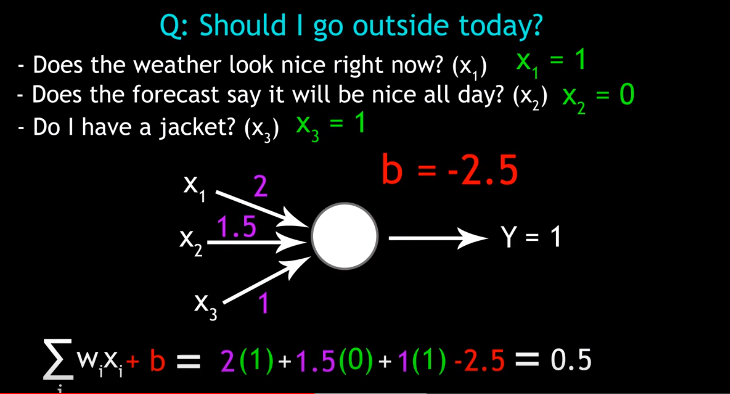 Q: Should I go outside today?
- Does the weather look nice right now? (x₁) x₁ = 1
- Does the forecast say it will be nice all day? (x₂) x₂ = 0
- Do I have a jacket? (x₃) x₃ = 1
b = -2.5
x₁ 2
x₂ 1.5
Y = 1
x₃ 1
∑ᵢ wᵢxᵢ + b = 2(1)+1.5(0)+1(1) -2.5 = 0.5